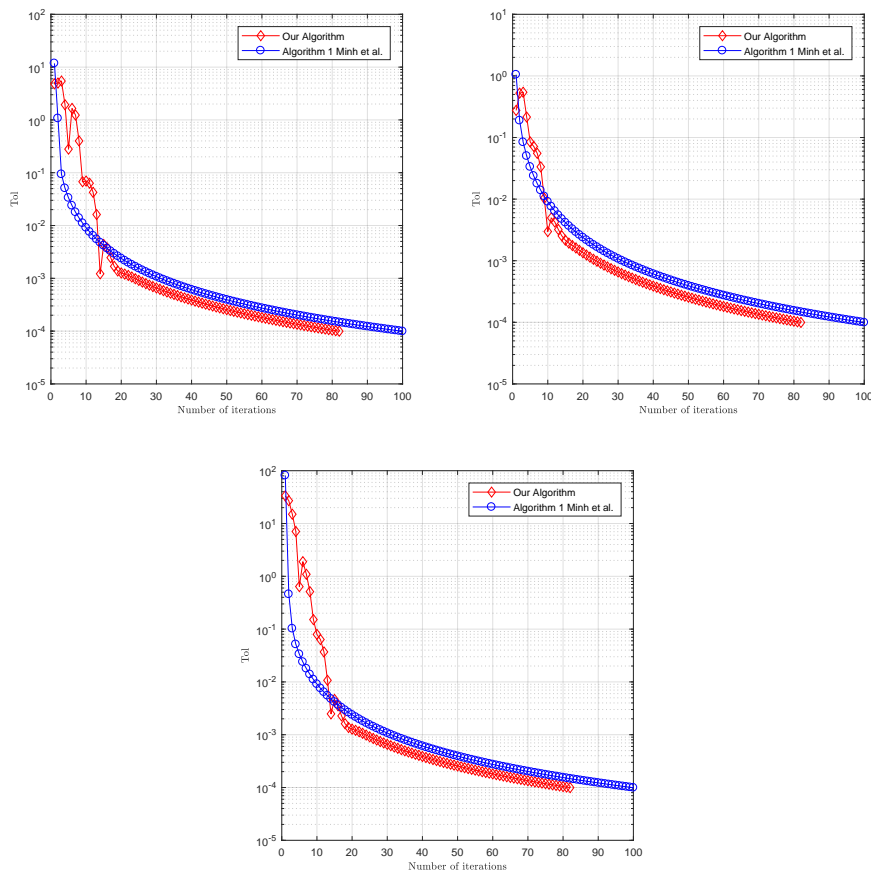 10^2
10^1
10^0
10^-1
10^-2
10^-3
10^-4
10^-5
Tol
0 10 20 30 40 50 60 70 80 90 100
Number of iterations
Our Algorithm
Algorithm 1 Minh et al.
10^1
10^0
10^-1
10^-2
10^-3
10^-4
10^-5
Tol
0 10 20 30 40 50 60 70 80 90 100
Number of iterations
Our Algorithm
Algorithm 1 Minh et al.
10^2
10^1
10^0
10^-1
10^-2
10^-3
10^-4
10^-5
Tol
0 10 20 30 40 50 60 70 80 90 100
Number of iterations
Our Algorithm
Algorithm 1 Minh et al.